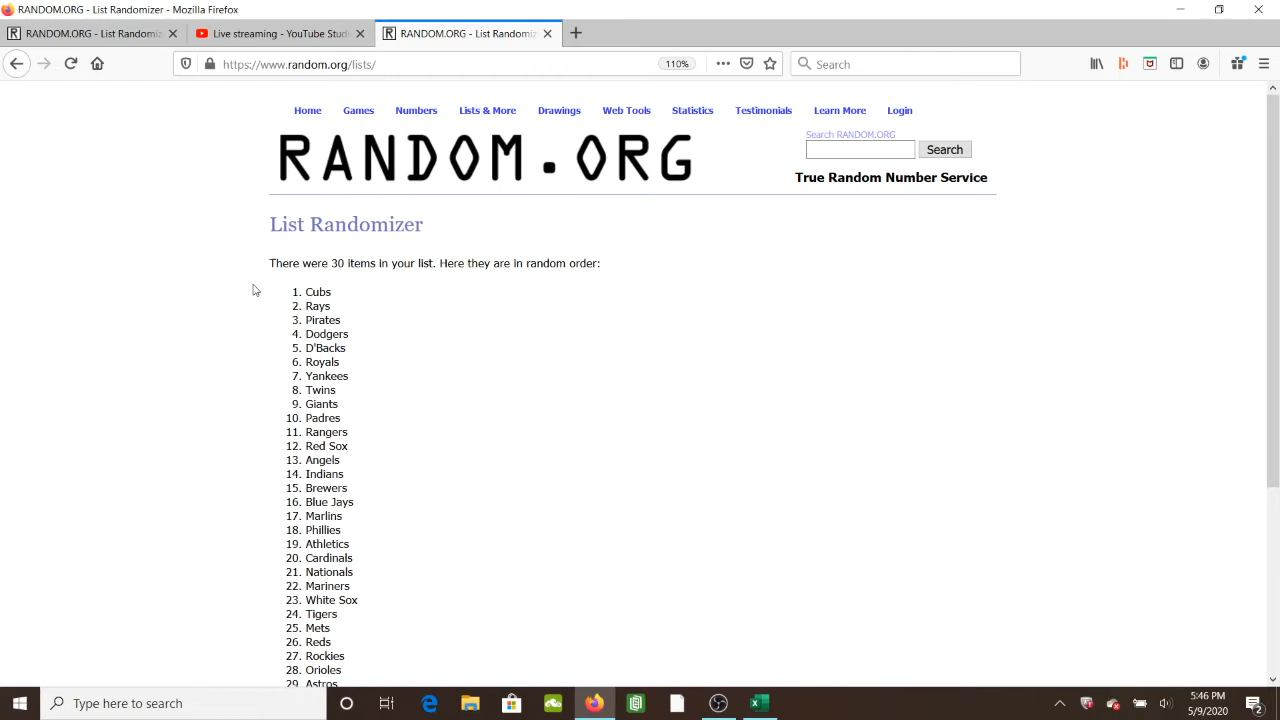 RANDOM.ORG - List Randomizer - Mozilla Firefox
RANDOM.ORG - List Randomiz
Live streaming - YouTube Stud
RANDOM.ORG - List Randomiz
https://www.random.org/lists/
110%
Search
Home Games Numbers Lists & More Drawings Web Tools Statistics Testimonials Learn More Login
RANDOM.ORG
Search RANDOM.ORG
Search
True Random Number Service
List Randomizer
There were 30 items in your list. Here they are in random order:
1. Cubs
2. Rays
3. Pirates
4. Dodgers
5. D'Backs
6. Royals
7. Yankees
8. Twins
9. Giants
10. Padres
11. Rangers
12. Red Sox
13. Angels
14. Indians
15. Brewers
16. Blue Jays
17. Marlins
18. Phillies
19. Athletics
20. Cardinals
21. Nationals
22. Mariners
23. White Sox
24. Tigers
25. Mets
26. Reds
27. Rockies
28. Orioles
29. Astros
Type here to search
5:46 PM
5/9/2020
2